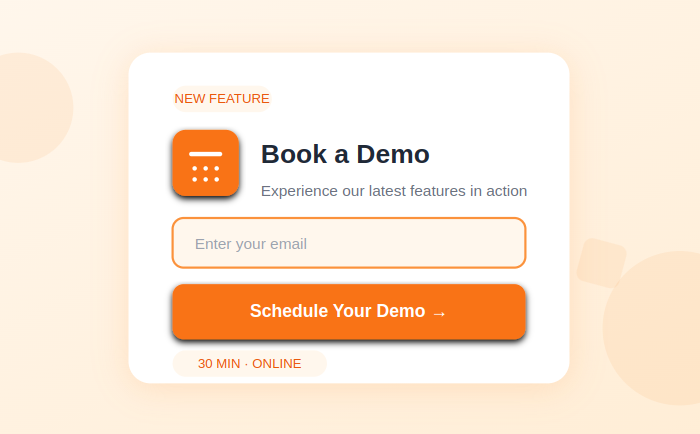 NEW FEATURE
Book a Demo
Experience our latest features in action
Enter your email
Schedule Your Demo →
30 MIN · ONLINE